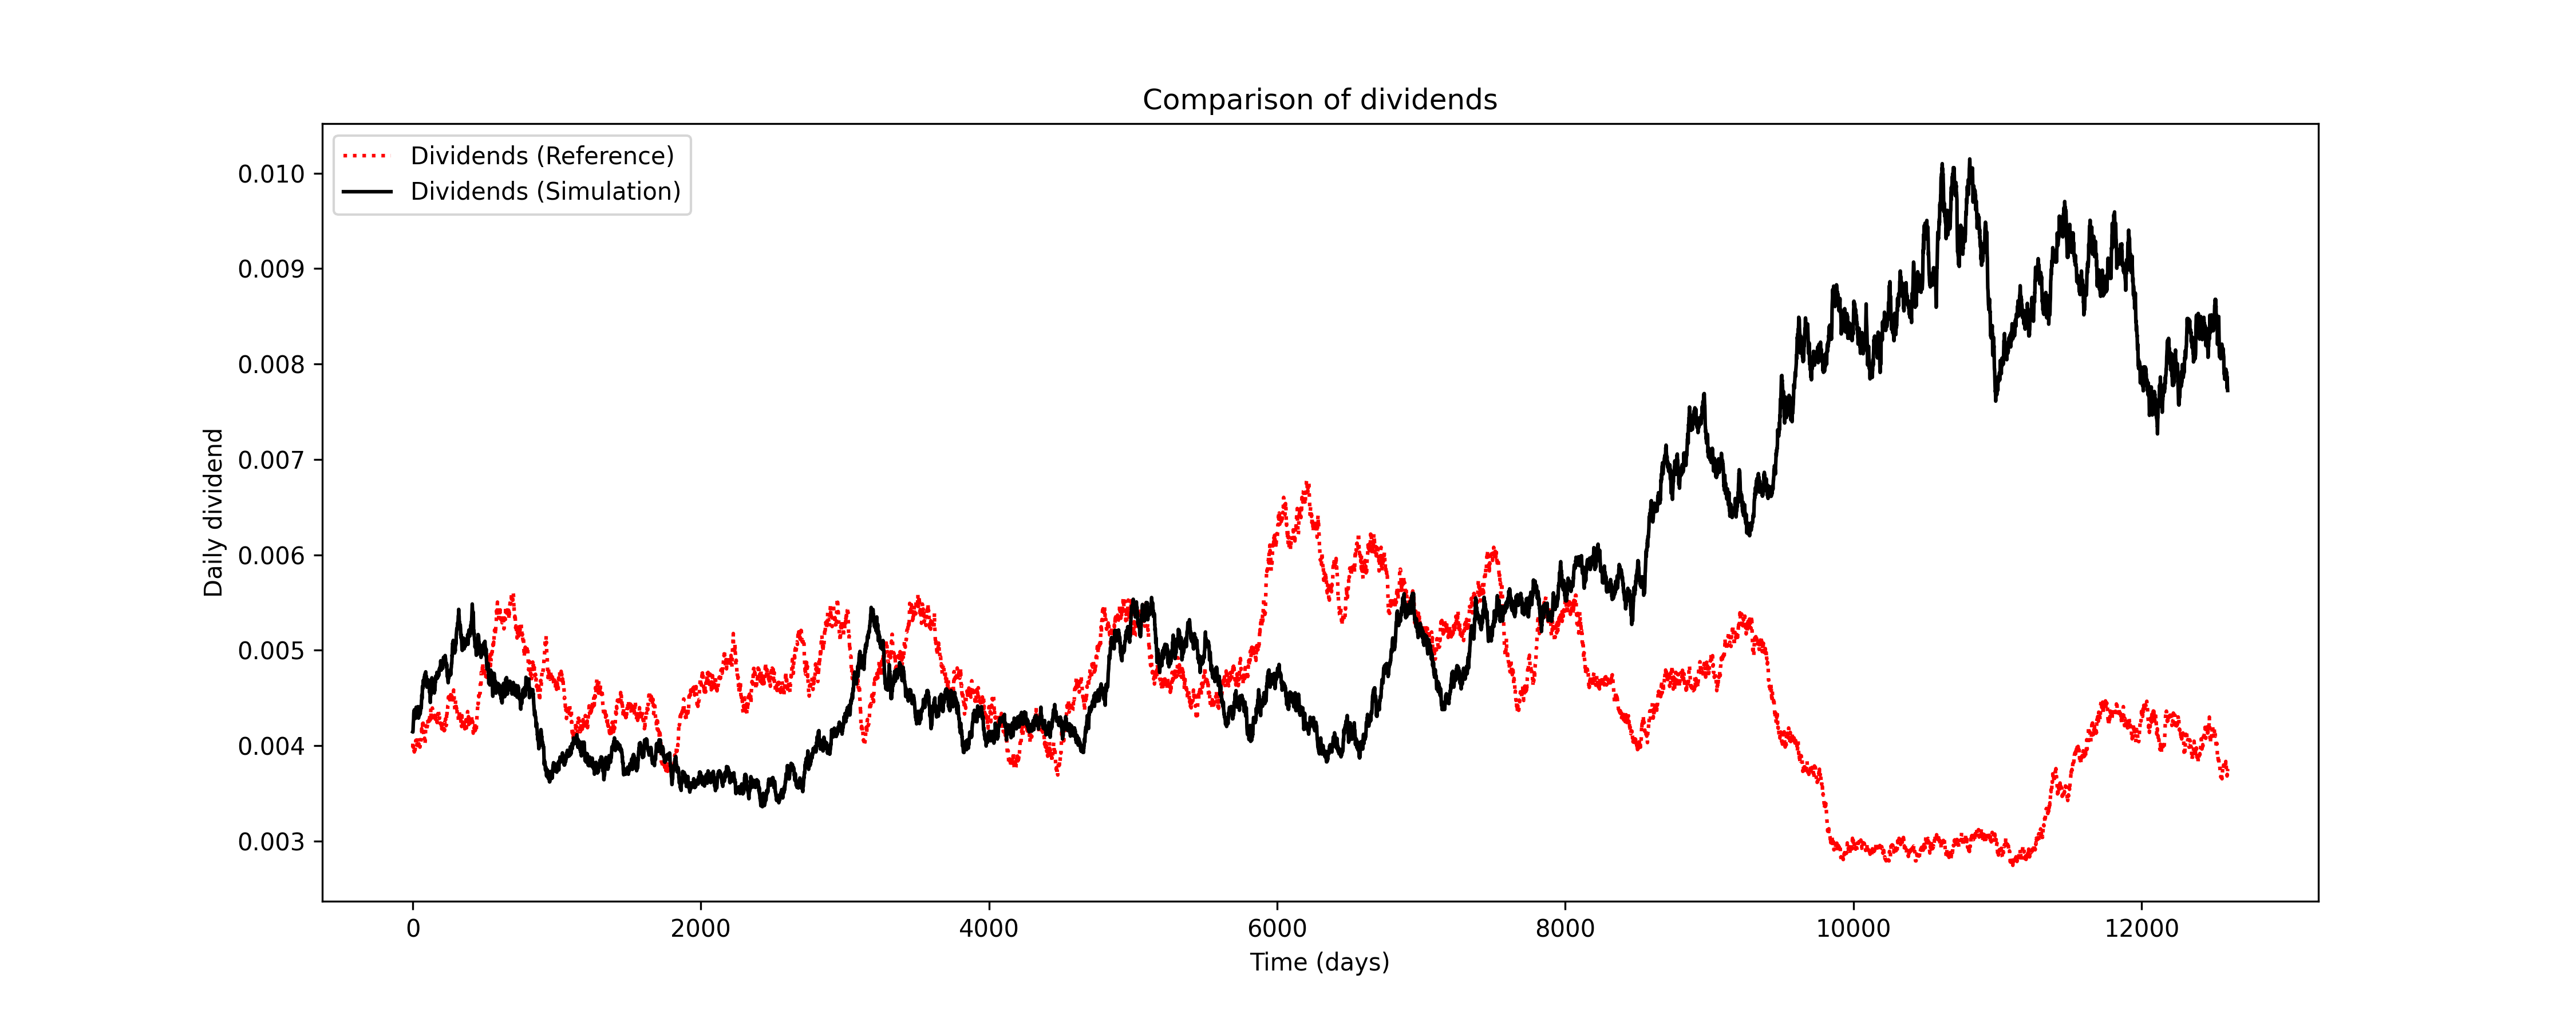 Comparison of dividends
Dividends (Reference)
Dividends (Simulation)
Daily dividend
0.010
0.009
0.008
0.007
0.006
0.005
0.004
0.003
0 2000 4000 6000 8000 10000 12000
Time (days)